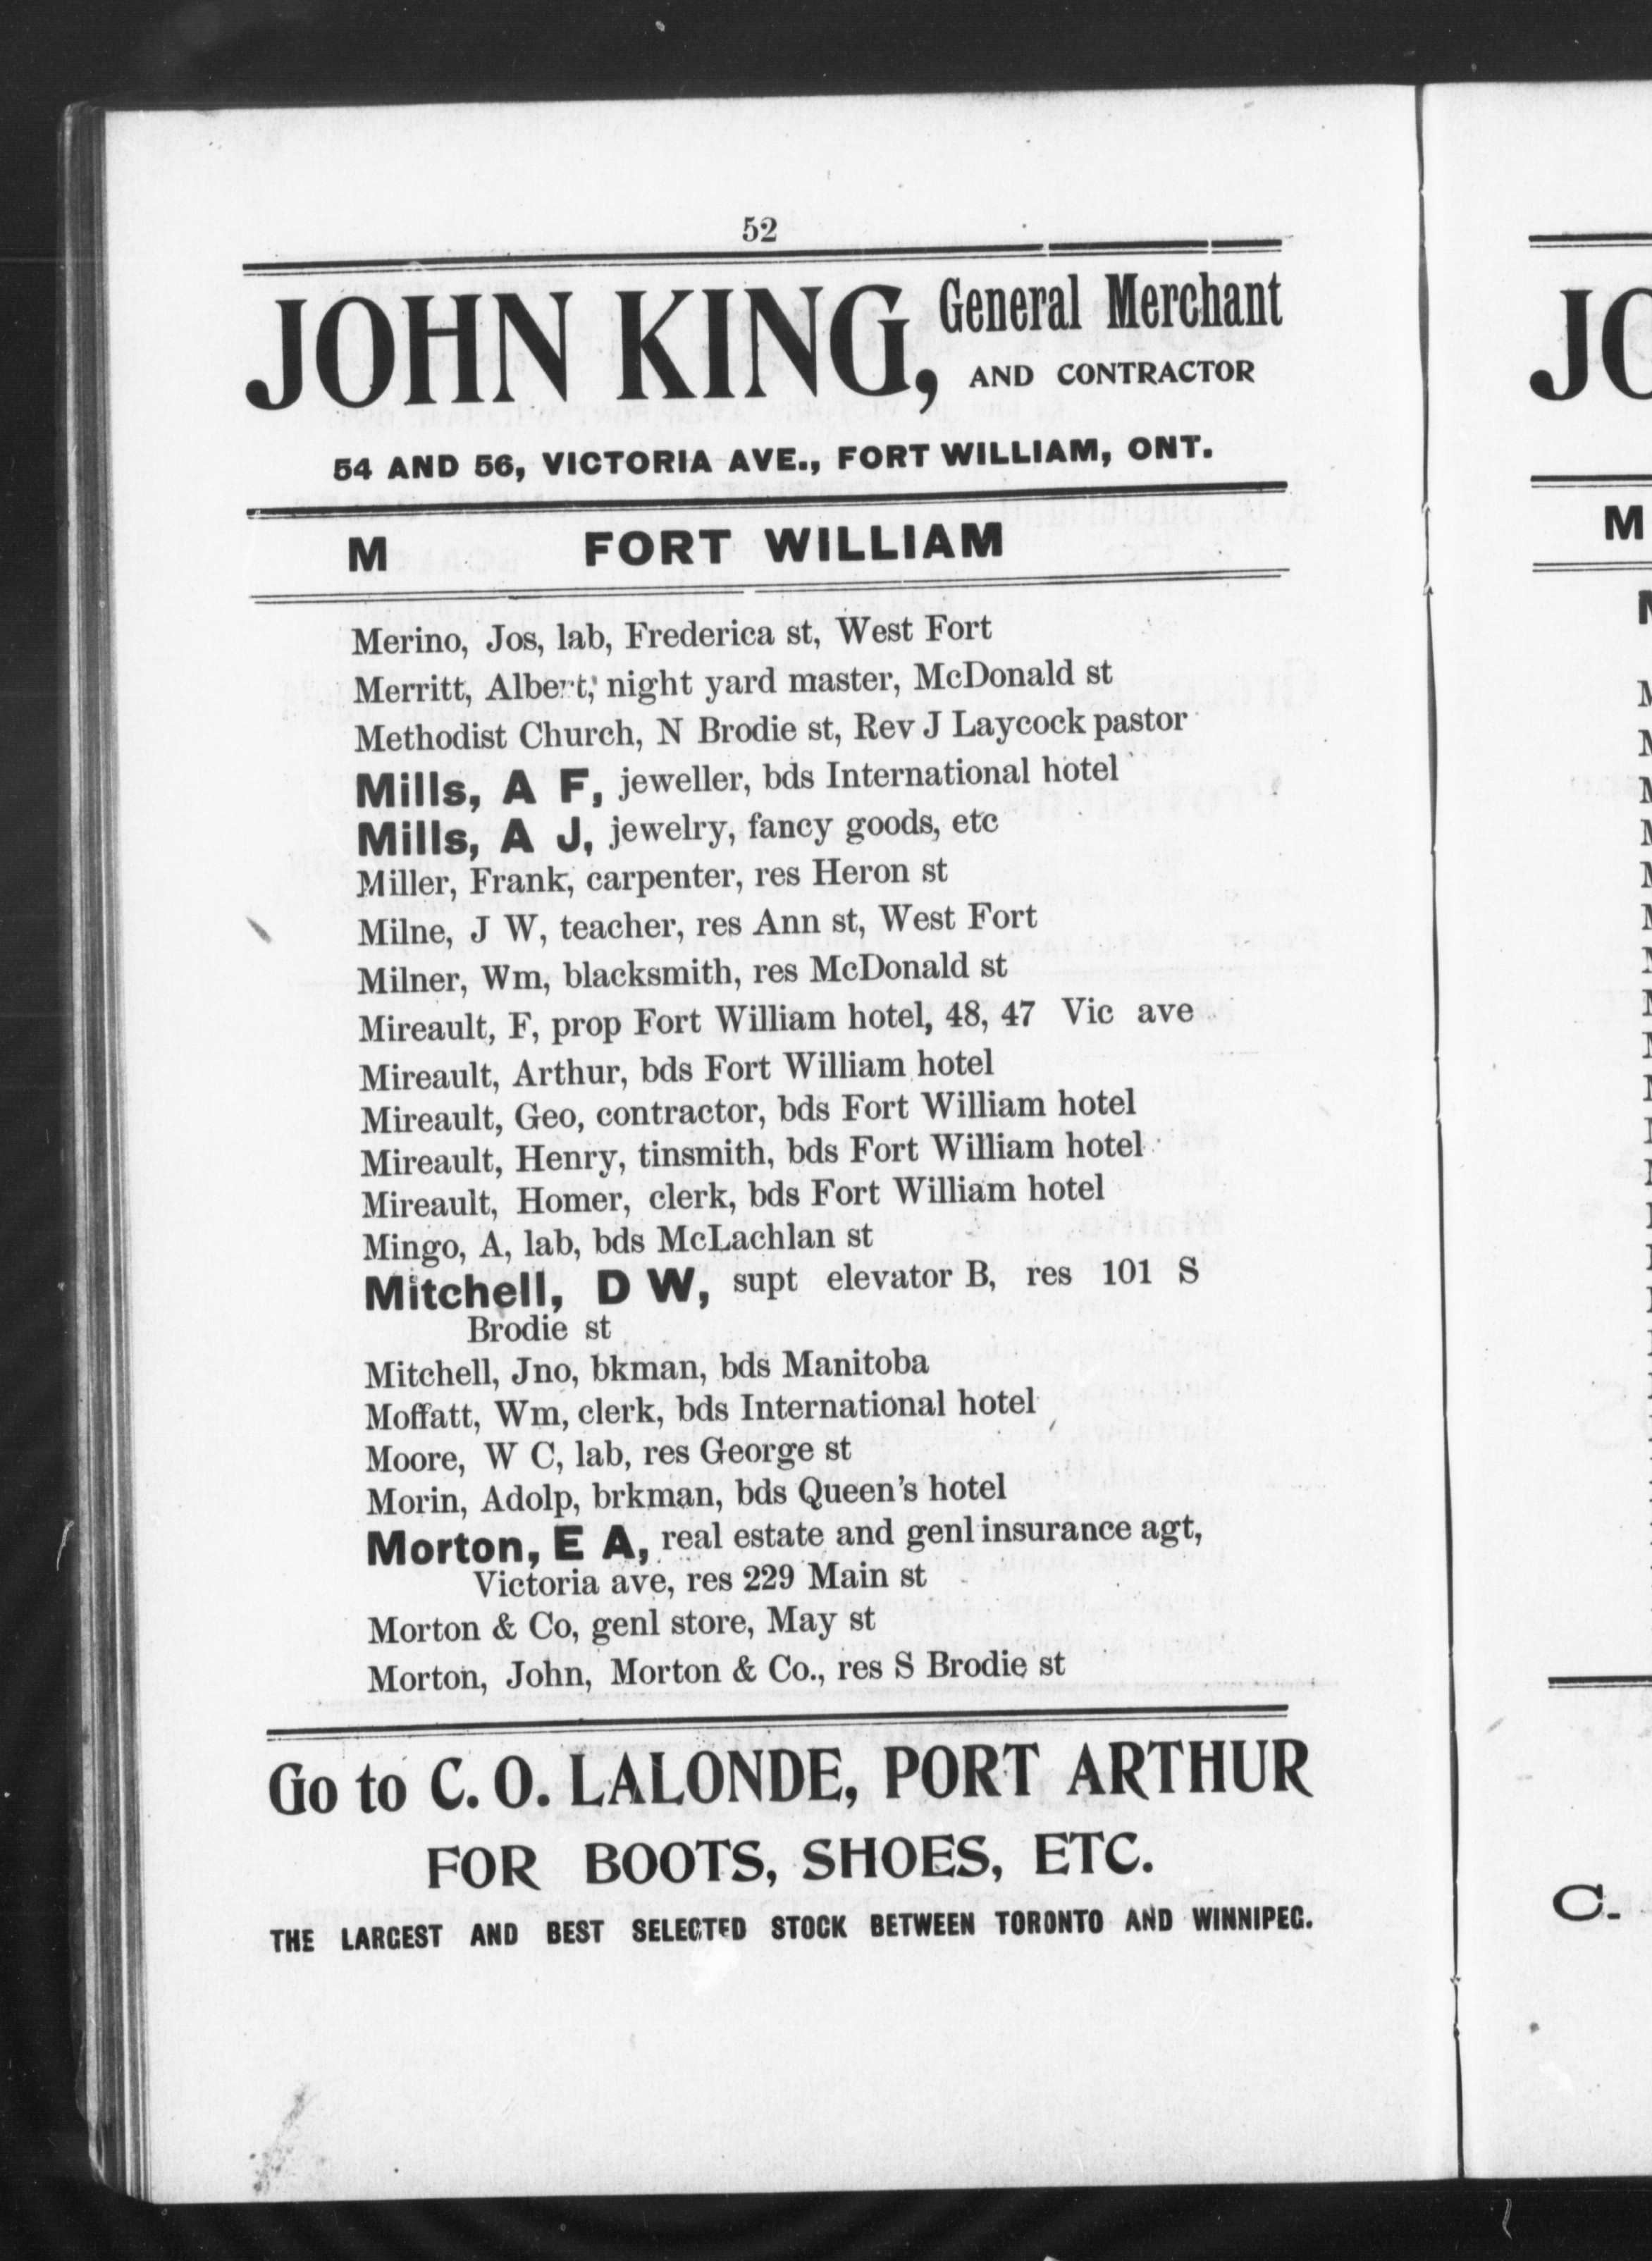 52
JOHN KING, General Merchant
AND CONTRACTOR
54 AND 56, VICTORIA AVE., FORT WILLIAM, ONT.
M FORT WILLIAM
Merino, Jos, lab, Frederica st, West Fort
Merritt, Albert, night yard master, McDonald st
Methodist Church, N Brodie st, Rev J Laycock pastor
Mills, A F, jeweller, bds International hotel
Mills, A J, jewelry, fancy goods, etc
Miller, Frank, carpenter, res Heron st
Milne, J W, teacher, res Ann st, West Fort
Milner, Wm, blacksmith, res McDonald st
Mireault, F, prop Fort William hotel, 48, 47 Vic ave
Mireault, Arthur, bds Fort William hotel
Mireault, Geo, contractor, bds Fort William hotel
Mireault, Henry, tinsmith, bds Fort William hotel
Mireault, Homer, clerk, bds Fort William hotel
Mingo, A, lab, bds McLachlan st
Mitchell, D W, supt elevator B, res 101 S
Brodie st
Mitchell, Jno, bkman, bds Manitoba
Moffatt, Wm, clerk, bds International hotel
Moore, W C, lab, res George st
Morin, Adolp, brkman, bds Queen's hotel
Morton, E A, real estate and genl insurance agt,
Victoria ave, res 229 Main st
Morton & Co, genl store, May st
Morton, John, Morton & Co., res S Brodie st
Go to C. O. LALONDE, PORT ARTHUR
FOR BOOTS, SHOES, ETC.
THE LARGEST AND BEST SELECTED STOCK BETWEEN TORONTO AND WINNIPEG.
JO
M
C.